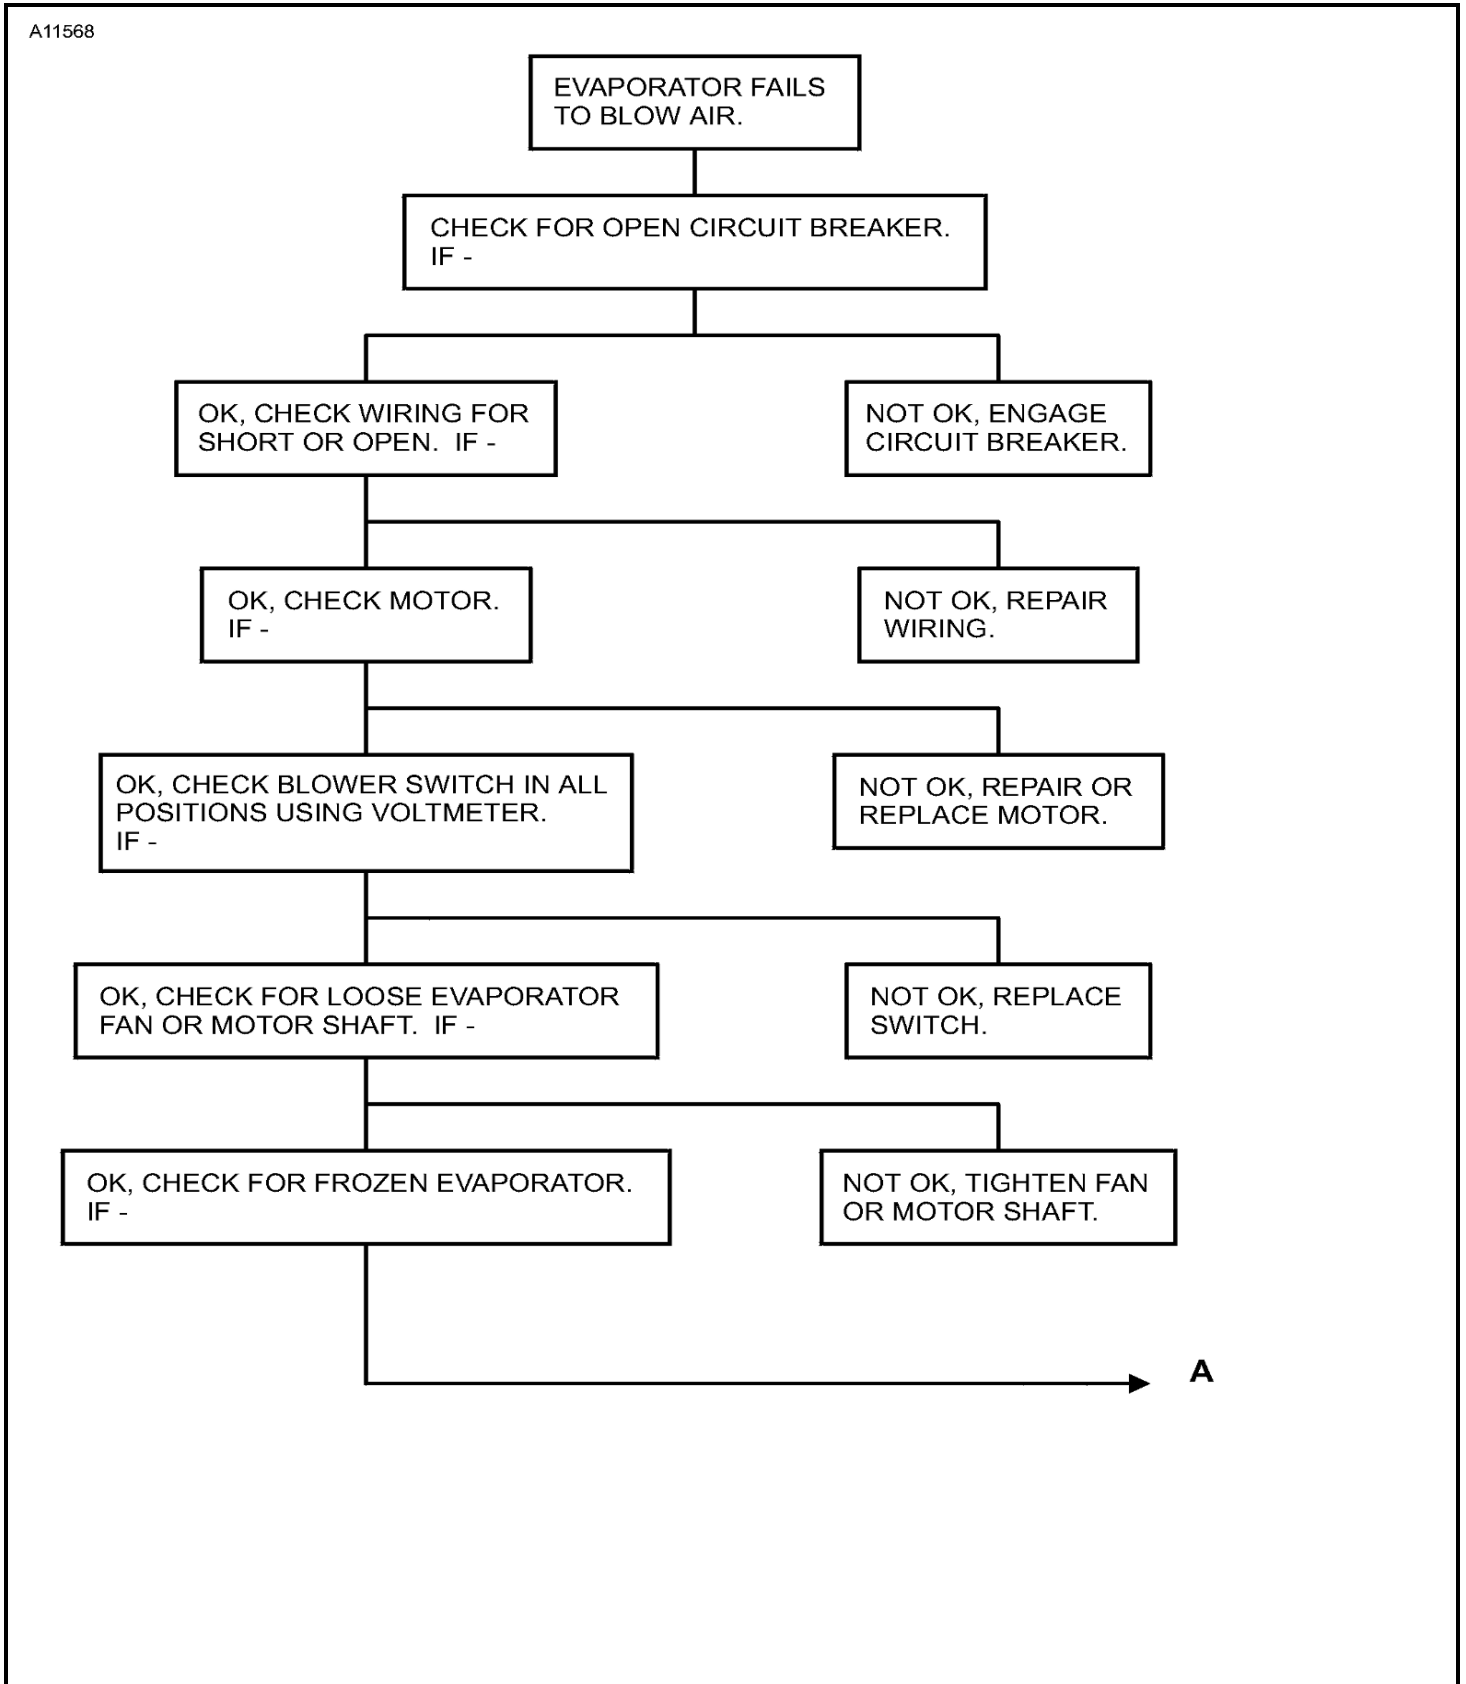 A11568
EVAPORATOR FAILS
TO BLOW AIR.
CHECK FOR OPEN CIRCUIT BREAKER.
IF -
OK, CHECK WIRING FOR
SHORT OR OPEN.  IF -
NOT OK, ENGAGE
CIRCUIT BREAKER.
OK, CHECK MOTOR.
IF -
NOT OK, REPAIR
WIRING.
OK, CHECK BLOWER SWITCH IN ALL
POSITIONS USING VOLTMETER.
IF -
NOT OK, REPAIR OR
REPLACE MOTOR.
OK, CHECK FOR LOOSE EVAPORATOR
FAN OR MOTOR SHAFT.  IF -
NOT OK, REPLACE
SWITCH.
OK, CHECK FOR FROZEN EVAPORATOR.
IF -
NOT OK, TIGHTEN FAN
OR MOTOR SHAFT.
A